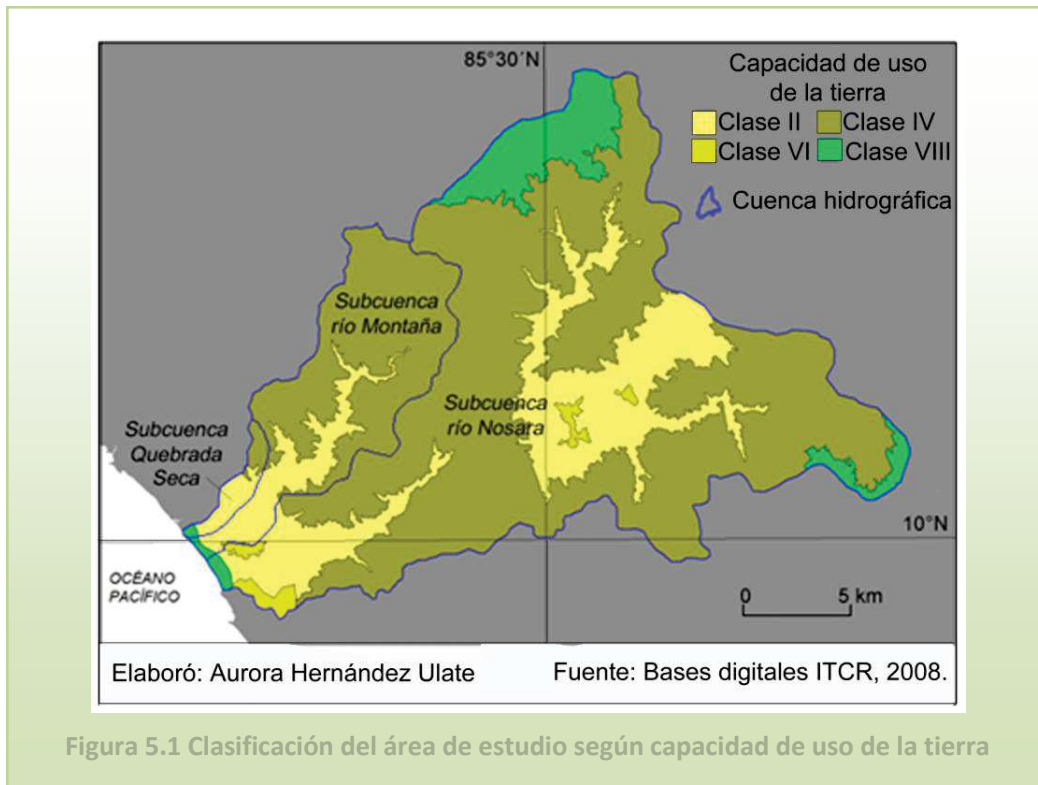 85°30´N
Capacidad de uso
de la tierra
Clase II
Clase IV
Clase VI
Clase VIII
Cuenca hidrográfica
Subcuenca
río Montaña
Subcuenca
río Nosara
Subcuenca
Quebrada
Seca
10°N
OCÉANO
PACÍFICO
0 5 km
Elaboró: Aurora Hernández Ulate
Fuente: Bases digitales ITCR, 2008.
Figura 5.1 Clasificación del área de estudio según capacidad de uso de la tierra